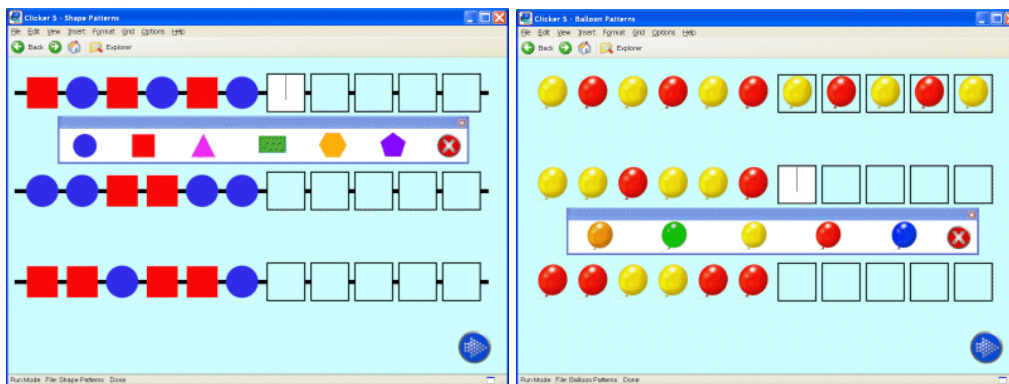 Clicker 5 - Shape Patterns
File Edit View Insert Format Grid Options Help
Back Explorer
Run Mode File: Shape Patterns Done
Clicker 5 - Balloon Patterns
File Edit View Insert Format Grid Options Help
Back Explorer
Run Mode File: Balloon Patterns Done